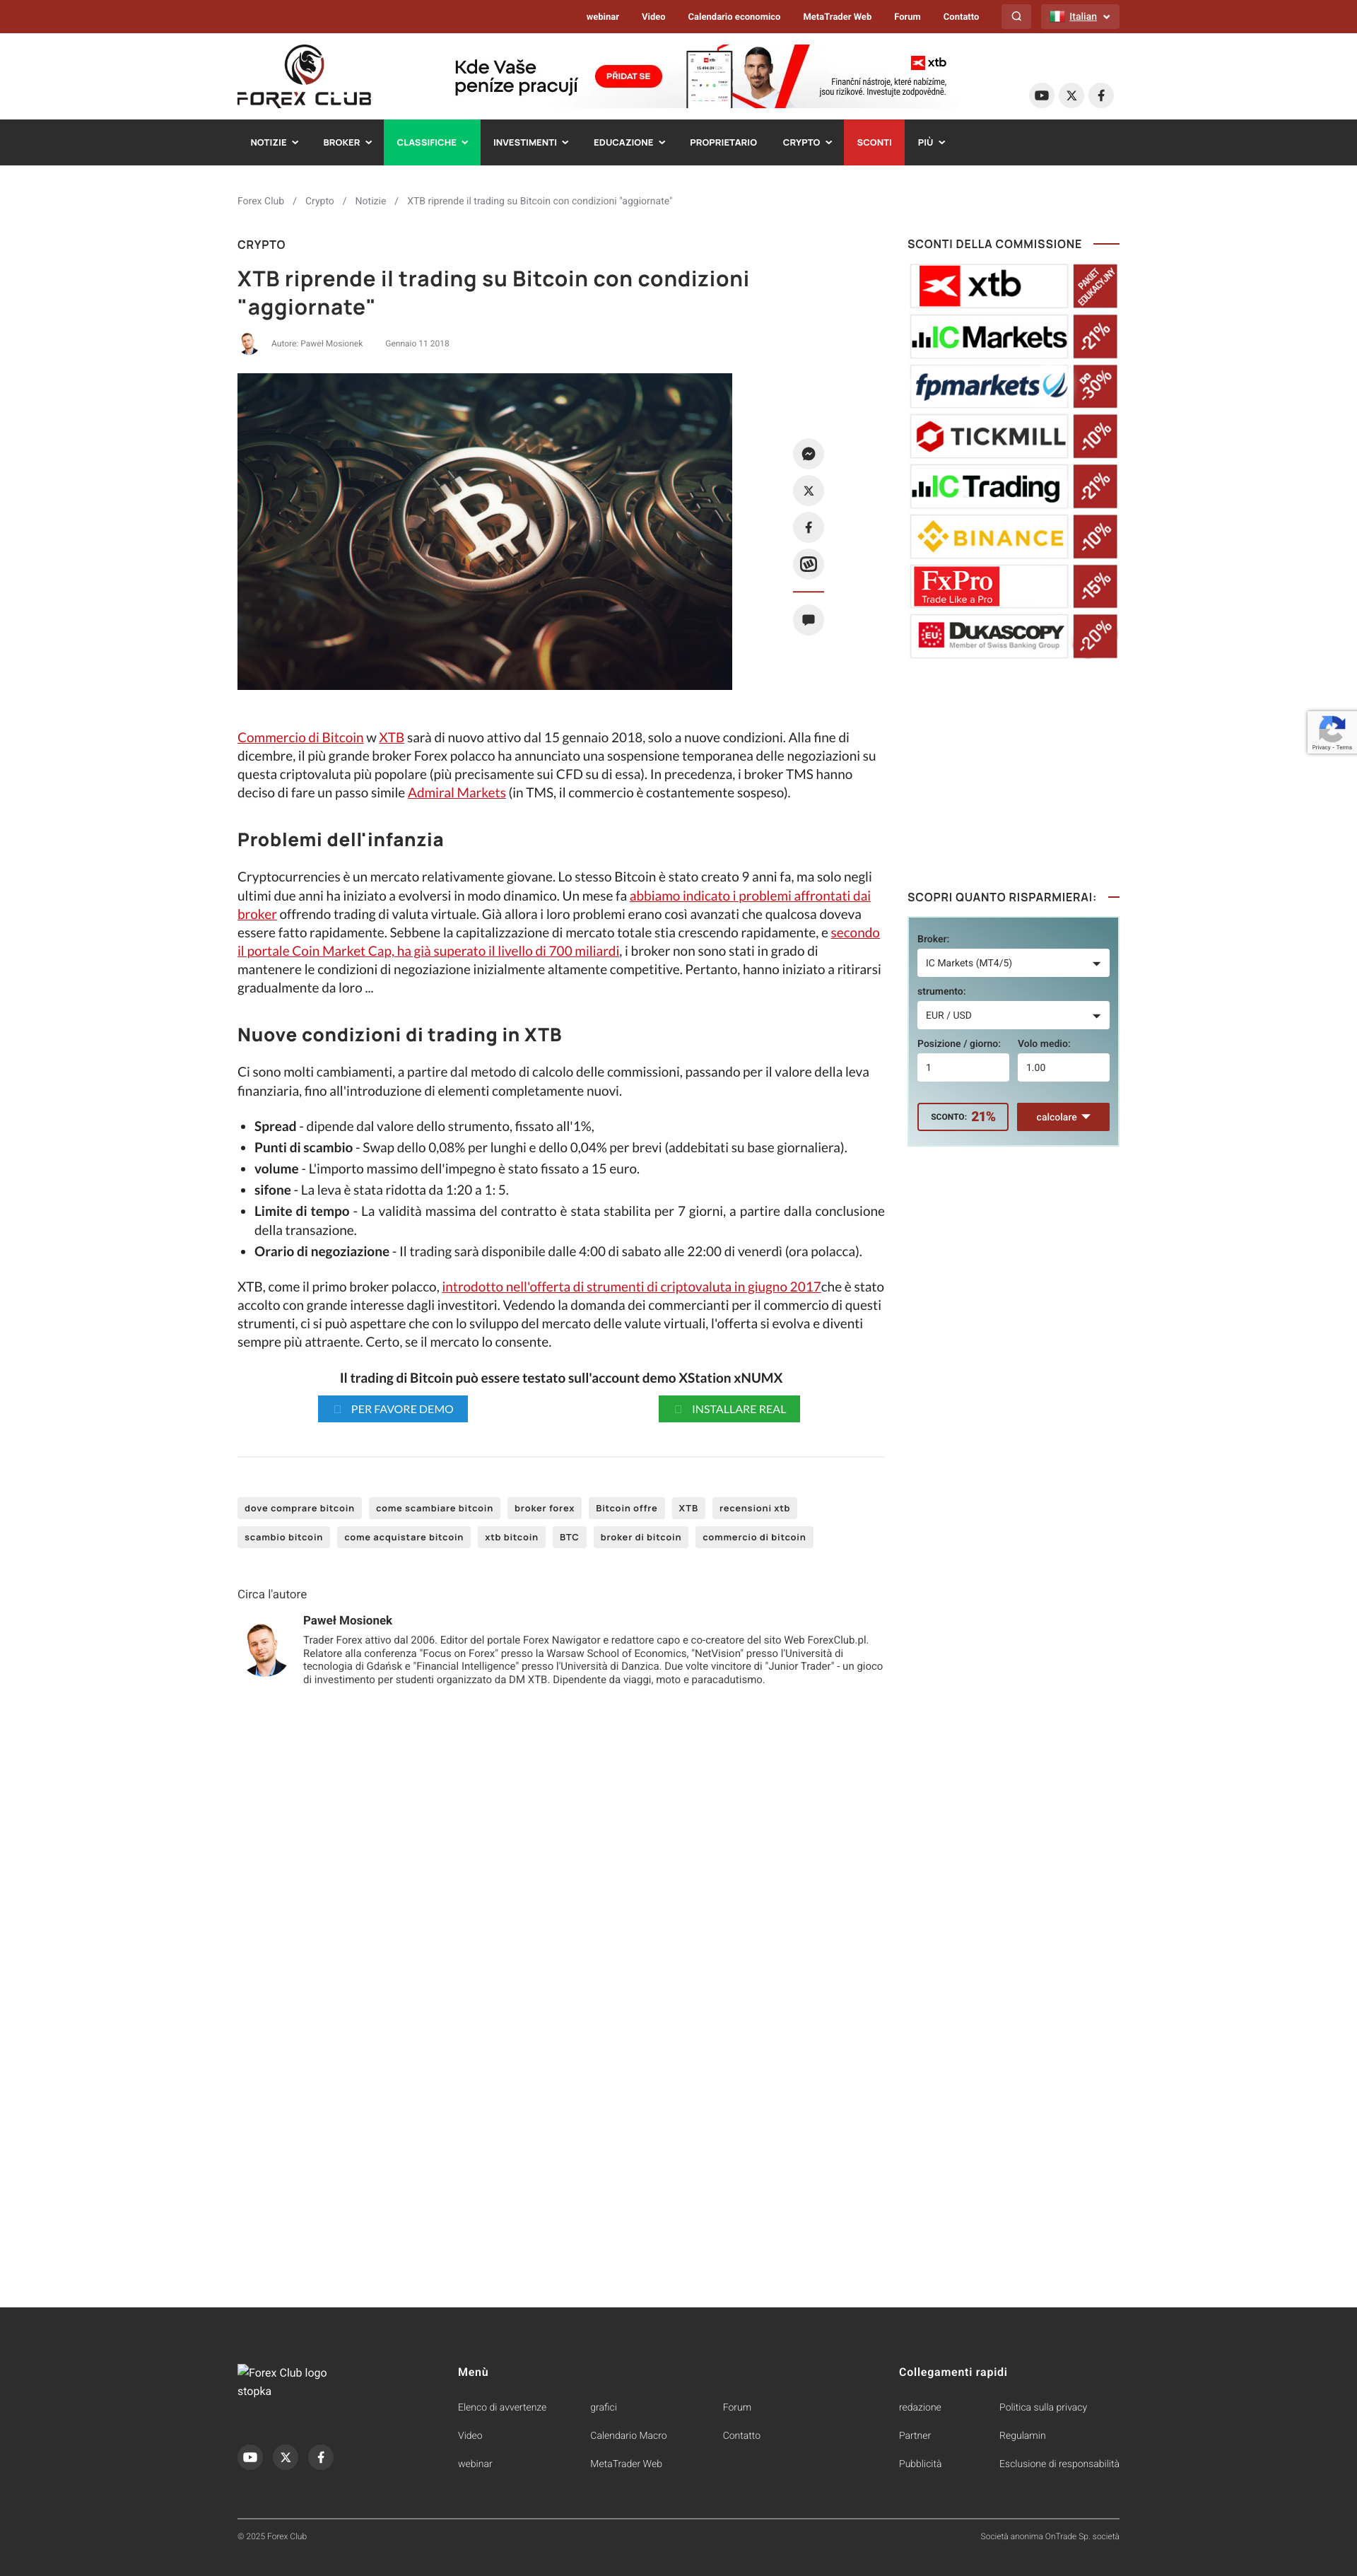 webinar Video Calendario economico MetaTrader Web Forum Contatto Italian
FOREX CLUB
Kde Vaše
peníze pracují
PŘIDAT SE
xtb
Finanční nástroje, které nabízíme,
jsou rizikové. Investujte zodpovědně.
NOTIZIE BROKER CLASSIFICHE INVESTIMENTI EDUCAZIONE PROPRIETARIO CRYPTO SCONTI PIÙ
Forex Club / Crypto / Notizie / XTB riprende il trading su Bitcoin con condizioni "aggiornate"
CRYPTO
XTB riprende il trading su Bitcoin con condizioni
"aggiornate"
Autore: Paweł Mosionek Gennaio 11 2018
Commercio di Bitcoin w XTB sarà di nuovo attivo dal 15 gennaio 2018, solo a nuove condizioni. Alla fine di
dicembre, il più grande broker Forex polacco ha annunciato una sospensione temporanea delle negoziazioni su
questa criptovaluta più popolare (più precisamente sui CFD su di essa). In precedenza, i broker TMS hanno
deciso di fare un passo simile Admiral Markets (in TMS, il commercio è costantemente sospeso).
Problemi dell'infanzia
Cryptocurrencies è un mercato relativamente giovane. Lo stesso Bitcoin è stato creato 9 anni fa, ma solo negli
ultimi due anni ha iniziato a evolversi in modo dinamico. Un mese fa abbiamo indicato i problemi affrontati dai
broker offrendo trading di valuta virtuale. Già allora i loro problemi erano così avanzati che qualcosa doveva
essere fatto rapidamente. Sebbene la capitalizzazione di mercato totale stia crescendo rapidamente, e secondo
il portale Coin Market Cap, ha già superato il livello di 700 miliardi, i broker non sono stati in grado di
mantenere le condizioni di negoziazione inizialmente altamente competitive. Pertanto, hanno iniziato a ritirarsi
gradualmente da loro ...
Nuove condizioni di trading in XTB
Ci sono molti cambiamenti, a partire dal metodo di calcolo delle commissioni, passando per il valore della leva
finanziaria, fino all'introduzione di elementi completamente nuovi.
• Spread - dipende dal valore dello strumento, fissato all'1%,
• Punti di scambio - Swap dello 0,08% per lunghi e dello 0,04% per brevi (addebitati su base giornaliera).
• volume - L'importo massimo dell'impegno è stato fissato a 15 euro.
• sifone - La leva è stata ridotta da 1:20 a 1: 5.
• Limite di tempo - La validità massima del contratto è stata stabilita per 7 giorni, a partire dalla conclusione
della transazione.
• Orario di negoziazione - Il trading sarà disponibile dalle 4:00 di sabato alle 22:00 di venerdì (ora polacca).
XTB, come il primo broker polacco, introdotto nell'offerta di strumenti di criptovaluta in giugno 2017che è stato
accolto con grande interesse dagli investitori. Vedendo la domanda dei commercianti per il commercio di questi
strumenti, ci si può aspettare che con lo sviluppo del mercato delle valute virtuali, l'offerta si evolva e diventi
sempre più attraente. Certo, se il mercato lo consente.
Il trading di Bitcoin può essere testato sull'account demo XStation xNUMX
PER FAVORE DEMO INSTALLARE REAL
dove comprare bitcoin come scambiare bitcoin broker forex Bitcoin offre XTB recensioni xtb
scambio bitcoin come acquistare bitcoin xtb bitcoin BTC broker di bitcoin commercio di bitcoin
Circa l'autore
Paweł Mosionek
Trader Forex attivo dal 2006. Editor del portale Forex Nawigator e redattore capo e co-creatore del sito Web ForexClub.pl.
Relatore alla conferenza "Focus on Forex" presso la Warsaw School of Economics, "NetVision" presso l'Università di
tecnologia di Gdańsk e "Financial Intelligence" presso l'Università di Danzica. Due volte vincitore di "Junior Trader" - un gioco
di investimento per studenti organizzato da DM XTB. Dipendente da viaggi, moto e paracadutismo.
SCONTI DELLA COMMISSIONE
xtb PAKIET EDUKACYJNY
IC Markets -21%
fpmarkets DO -30%
TICKMILL -10%
IC Trading -21%
BINANCE -10%
FxPro Trade Like a Pro -15%
EU DUKASCOPY Member of Swiss Banking Group -20%
Privacy - Terms
SCOPRI QUANTO RISPARMIERAI:
Broker:
IC Markets (MT4/5)
strumento:
EUR / USD
Posizione / giorno: Volo medio:
1 1.00
SCONTO: 21% calcolare
Forex Club logo
stopka
Menù
Elenco di avvertenze grafici Forum
Video Calendario Macro Contatto
webinar MetaTrader Web
Collegamenti rapidi
redazione Politica sulla privacy
Partner Regulamin
Pubblicità Esclusione di responsabilità
© 2025 Forex Club Società anonima OnTrade Sp. società